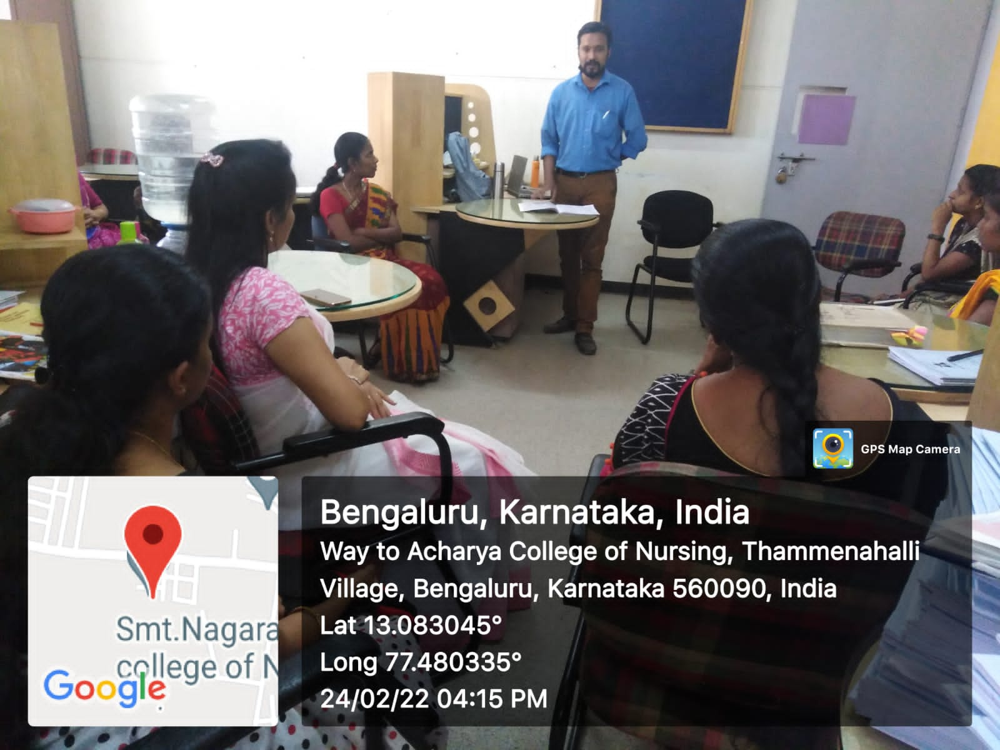 GPS Map Camera
Bengaluru, Karnataka, India
Way to Acharya College of Nursing, Thammenahalli
Village, Bengaluru, Karnataka 560090, India
Lat 13.083045°
Long 77.480335°
24/02/22 04:15 PM
Smt.Nagara
college of N
Google